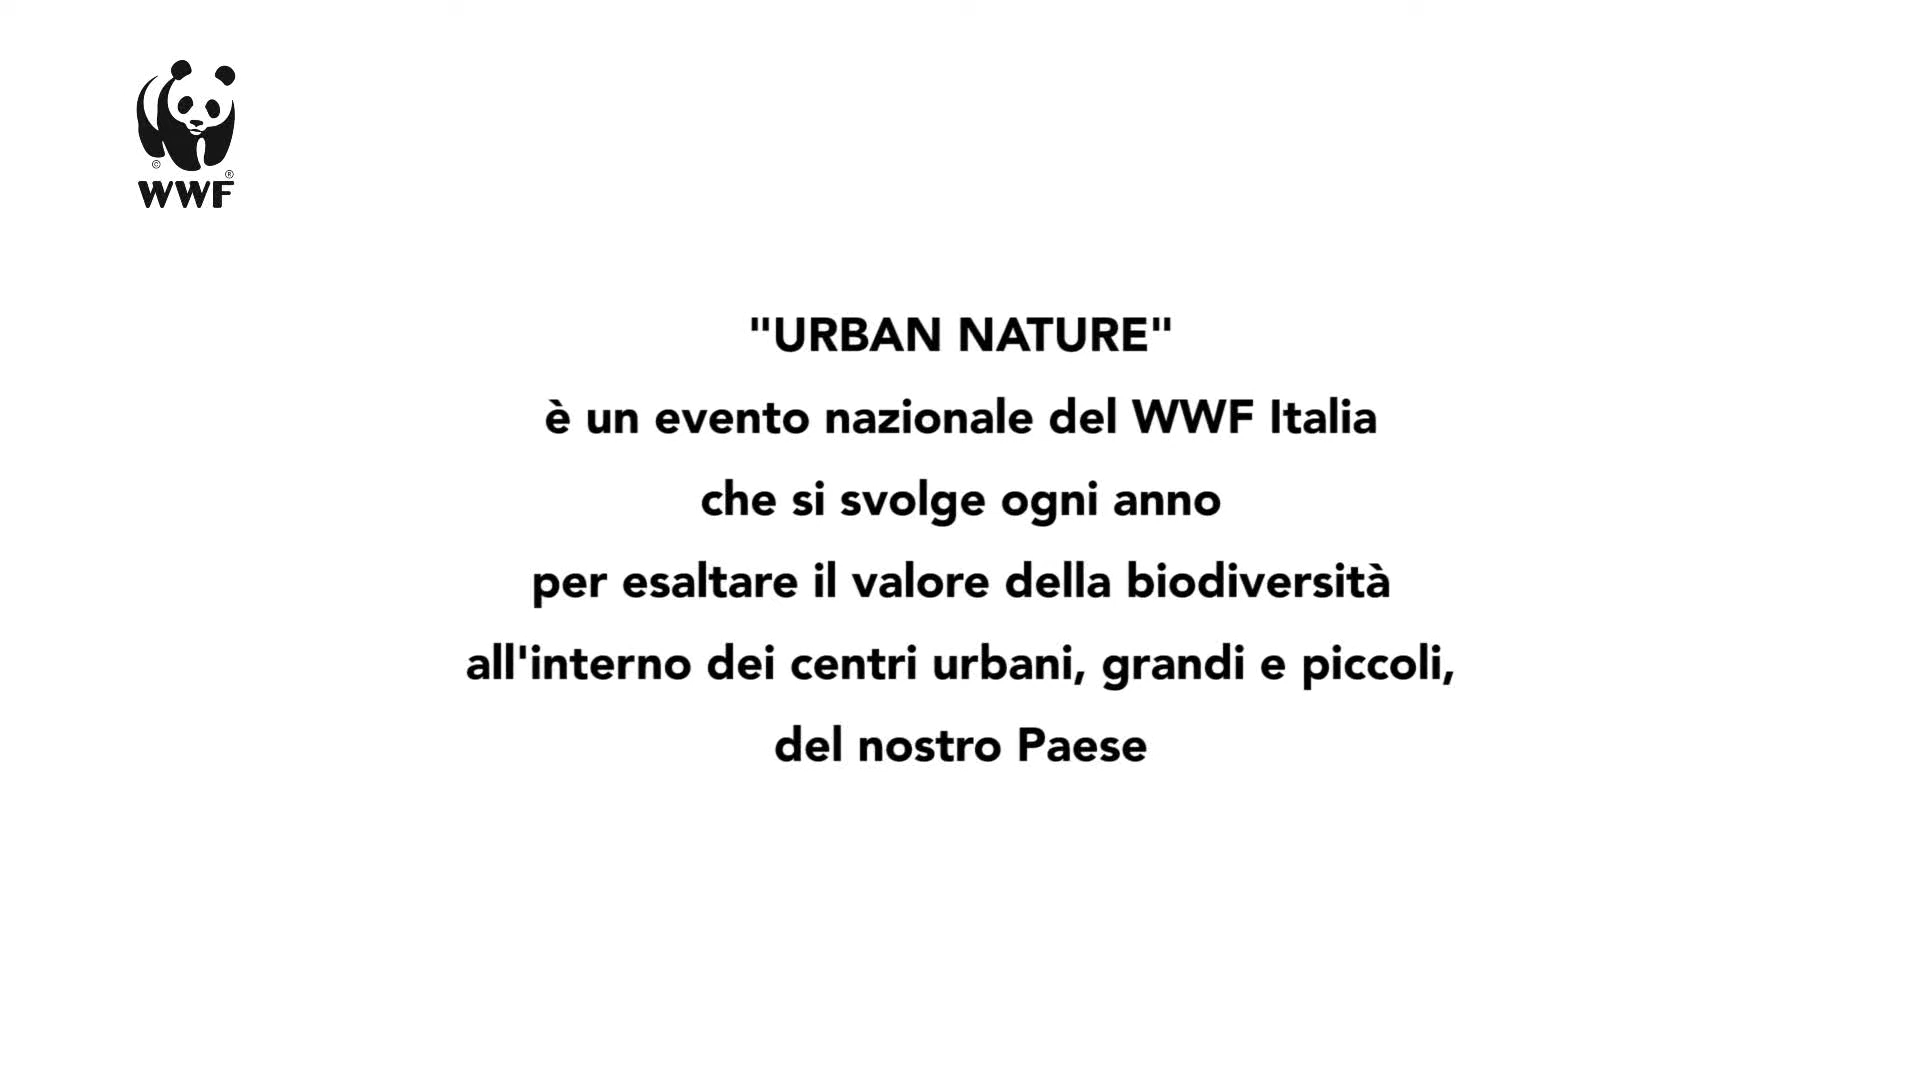 © ®
WWF
"URBAN NATURE"
è un evento nazionale del WWF Italia
che si svolge ogni anno
per esaltare il valore della biodiversità
all'interno dei centri urbani, grandi e piccoli,
del nostro Paese